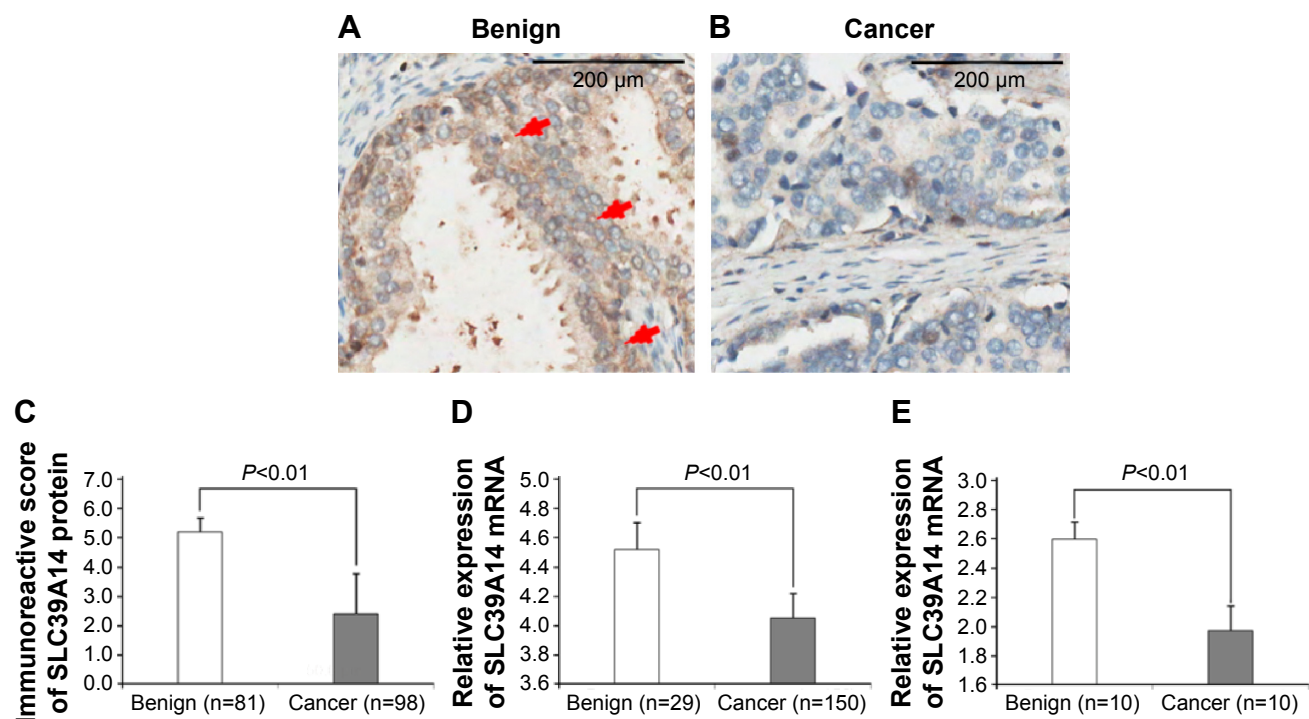 A Benign
B Cancer
200 µm
200 µm
C
Immunoreactive score
of SLC39A14 protein
7.0
6.0
5.0
4.0
3.0
2.0
1.0
0.0
P<0.01
Benign (n=81)
Cancer (n=98)
D
Relative expression
of SLC39A14 mRNA
5.0
4.8
4.6
4.4
4.2
4.0
3.8
3.6
P<0.01
Benign (n=29)
Cancer (n=150)
E
Relative expression
of SLC39A14 mRNA
3.0
2.8
2.6
2.4
2.2
2.0
1.8
1.6
P<0.01
Benign (n=10)
Cancer (n=10)